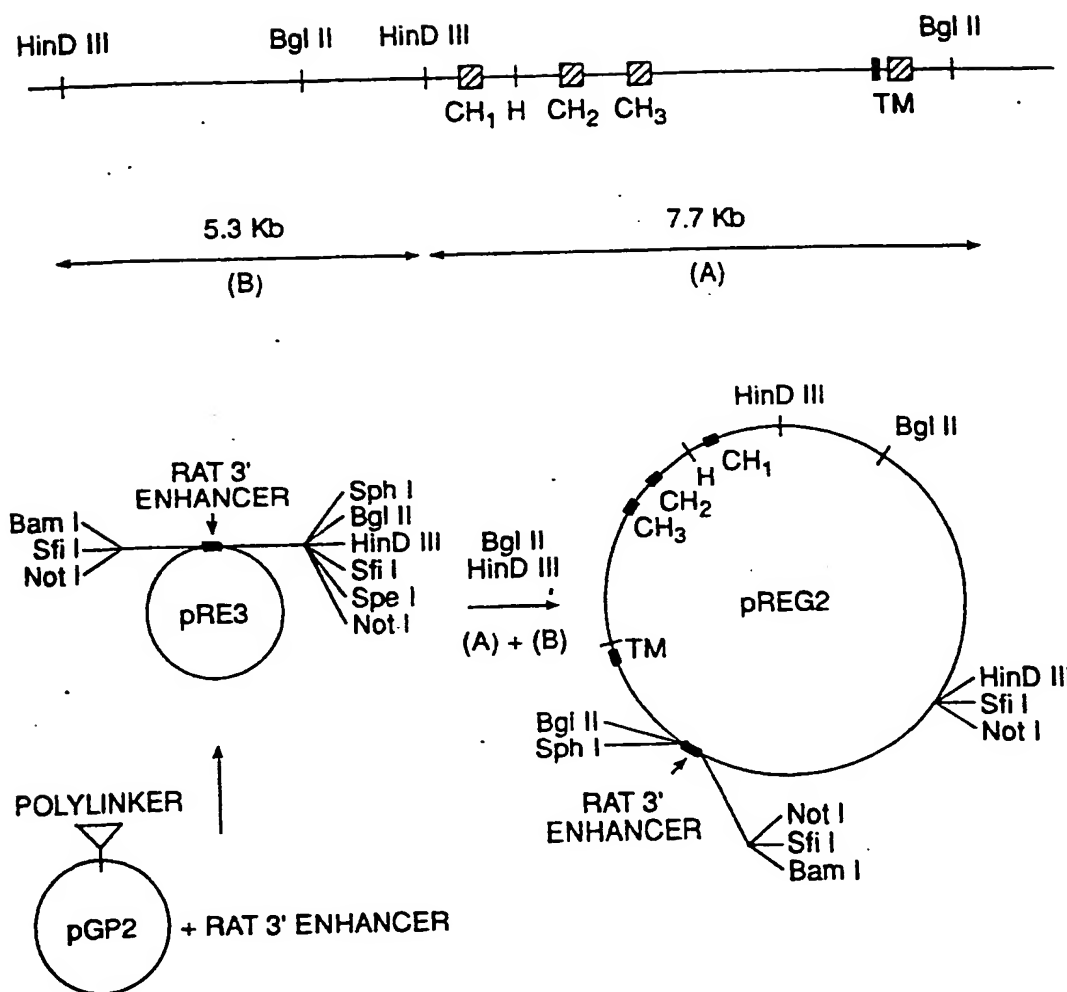 HinD III
Bgl II
HinD III
Bgl II
CH1 H CH2 CH3
TM
5.3 Kb
7.7 Kb
(B)
(A)
HinD III
Bgl II
CH1
H
CH2
CH3
RAT 3'
ENHANCER
Bam I
Sfi I
Not I
Sph I
Bgl II
HinD III
Sfi I
Spe I
Not I
pRE3
Bgl II
HinD III
(A) + (B)
pREG2
TM
HinD III
Sfi I
Not I
Bgl II
Sph I
RAT 3'
ENHANCER
Not I
Sfi I
Bam I
POLYLINKER
pGP2
+ RAT 3' ENHANCER